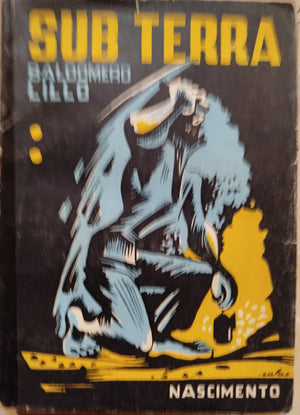 SUB TERRA
BALDOMERO
LILLO
NASCIMENTO